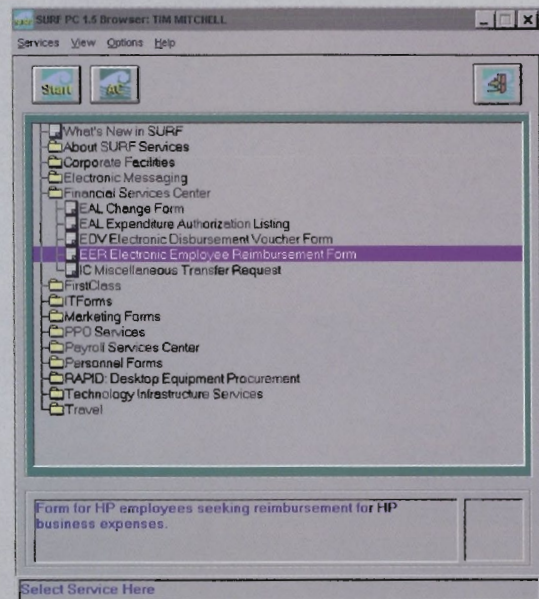 SURF PC 1.5 Browser: TIM MITCHELL
Services View Options Help
Start AC
What's New in SURF
About SURF Services
Corporate Facilities
Electronic Messaging
Financial Services Center
EAL Change Form
EAL Expenditure Authorization Listing
EDV Electronic Disbursement Voucher Form
EER Electronic Employee Reimbursement Form
IC Miscellaneous Transfer Request
FirstClass
ITForms
Marketing Forms
PPO Services
Payroll Services Center
Personnel Forms
RAPID: Desktop Equipment Procurement
Technology Infrastructure Services
Travel
Form for HP employees seeking reimbursement for HP
business expenses.
Select Service Here